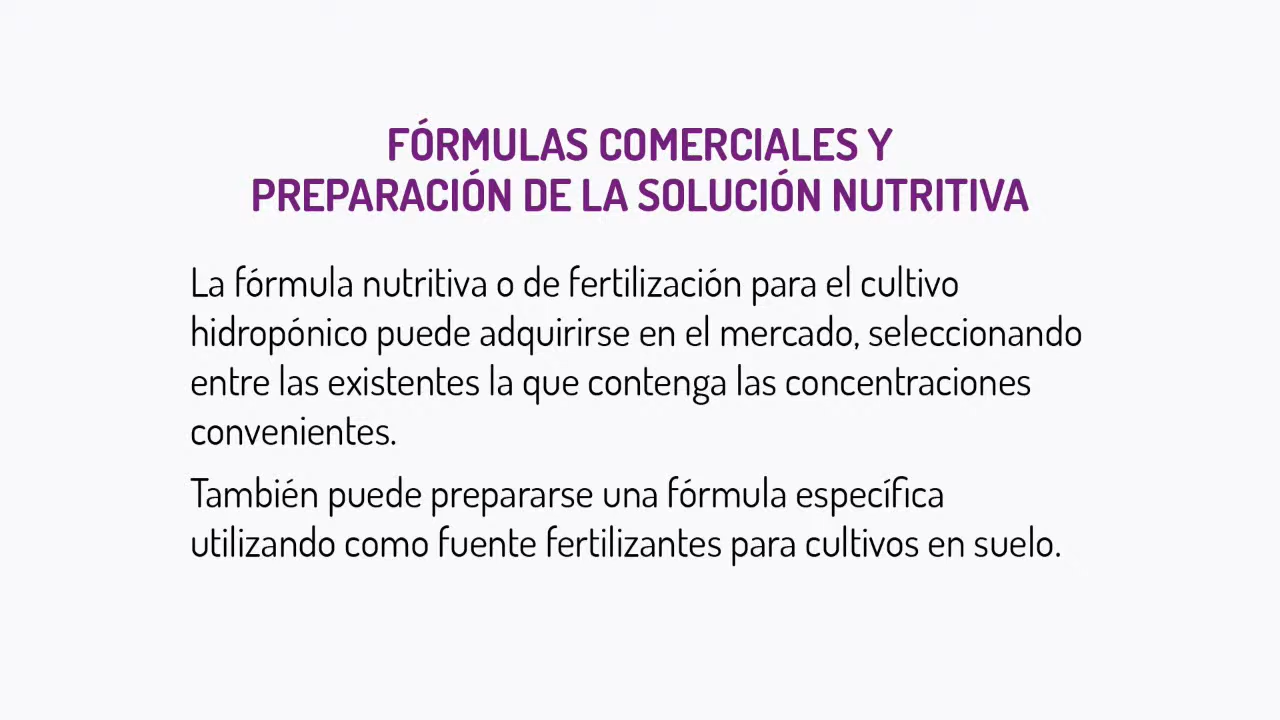 FÓRMULAS COMERCIALES Y
PREPARACIÓN DE LA SOLUCIÓN NUTRITIVA
La fórmula nutritiva o de fertilización para el cultivo
hidropónico puede adquirirse en el mercado, seleccionando
entre las existentes la que contenga las concentraciones
convenientes.
También puede prepararse una fórmula específica
utilizando como fuente fertilizantes para cultivos en suelo.